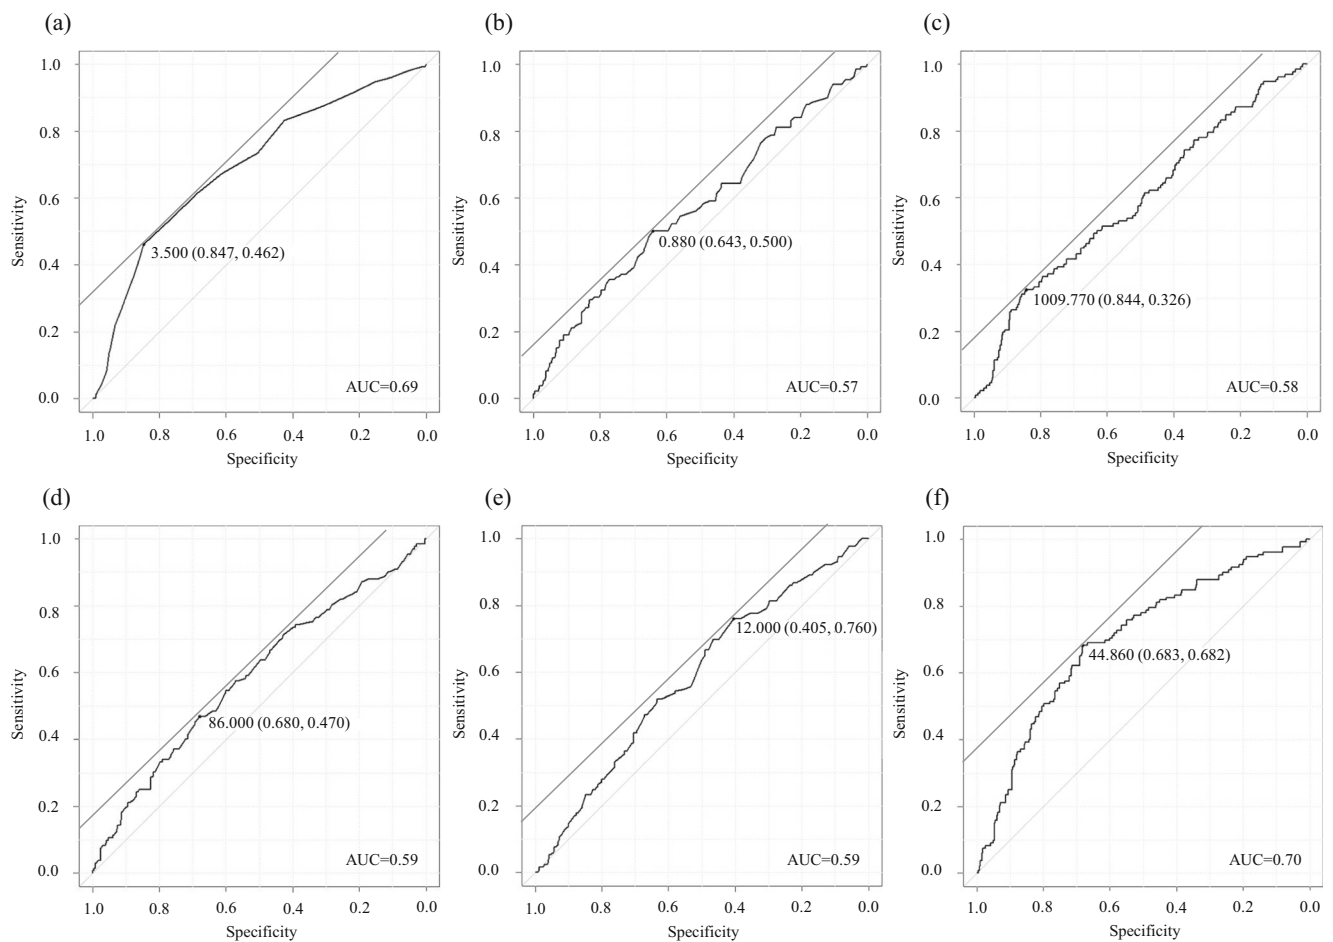 (a)
1.0
0.8
0.6
0.4
0.2
0.0
Sensitivity
3.500 (0.847, 0.462)
AUC=0.69
1.0 0.8 0.6 0.4 0.2 0.0
Specificity
(b)
1.0
0.8
0.6
0.4
0.2
0.0
Sensitivity
0.880 (0.643, 0.500)
AUC=0.57
1.0 0.8 0.6 0.4 0.2 0.0
Specificity
(c)
1.0
0.8
0.6
0.4
0.2
0.0
Sensitivity
1009.770 (0.844, 0.326)
AUC=0.58
1.0 0.8 0.6 0.4 0.2 0.0
Specificity
(d)
1.0
0.8
0.6
0.4
0.2
0.0
Sensitivity
86.000 (0.680, 0.470)
AUC=0.59
1.0 0.8 0.6 0.4 0.2 0.0
Specificity
(e)
1.0
0.8
0.6
0.4
0.2
0.0
Sensitivity
12.000 (0.405, 0.760)
AUC=0.59
1.0 0.8 0.6 0.4 0.2 0.0
Specificity
(f)
1.0
0.8
0.6
0.4
0.2
0.0
Sensitivity
44.860 (0.683, 0.682)
AUC=0.70
1.0 0.8 0.6 0.4 0.2 0.0
Specificity